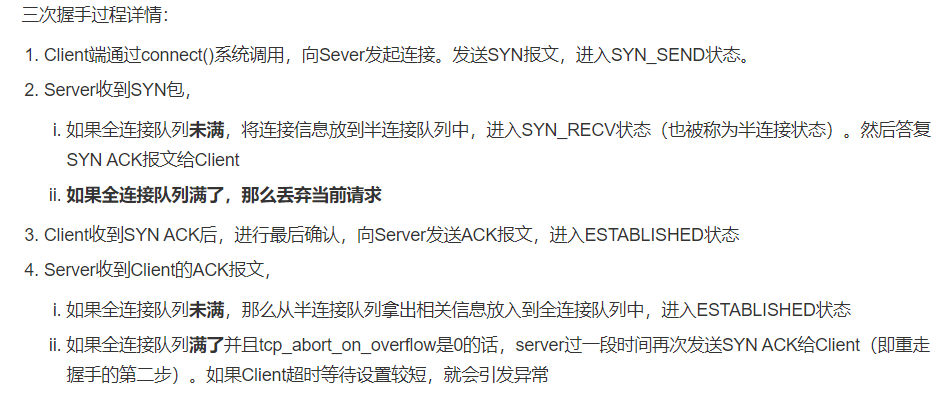 三次握手过程详情：
1. Client端通过connect()系统调用，向Sever发起连接。发送SYN报文，进入SYN_SEND状态。
2. Server收到SYN包，
i. 如果全连接队列未满，将连接信息放到半连接队列中，进入SYN_RECV状态（也被称为半连接状态）。然后答复
SYN ACK报文给Client
ii. 如果全连接队列满了，那么丢弃当前请求
3. Client收到SYN ACK后，进行最后确认，向Server发送ACK报文，进入ESTABLISHED状态
4. Server收到Client的ACK报文，
i. 如果全连接队列未满，那么从半连接队列拿出相关信息放入到全连接队列中，进入ESTABLISHED状态
ii. 如果全连接队列满了并且tcp_abort_on_overflow是0的话，server过一段时间再次发送SYN ACK给Client（即重走
握手的第二步）。如果Client超时等待设置较短，就会引发异常